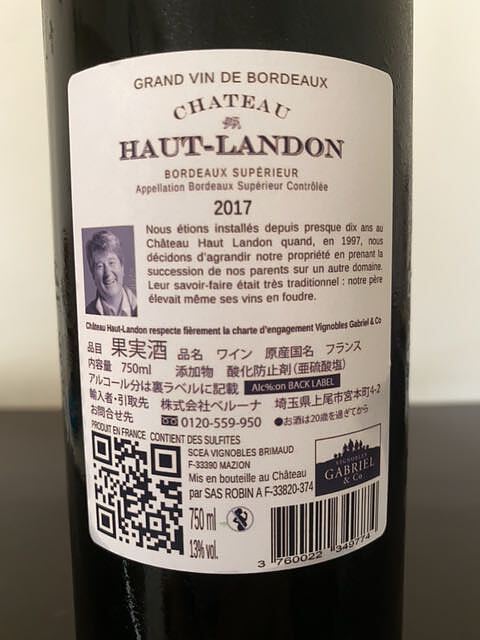 GRAND VIN DE BORDEAUX
CHATEAU
HAUT-LANDON
BORDEAUX SUPÉRIEUR
Appellation Bordeaux Supérieur Contrôlée
2017
Nous étions installés depuis presque dix ans au
Château Haut Landon quand, en 1997, nous
décidons d'agrandir notre propriété en prenant la
succession de nos parents sur un autre domaine.
Leur savoir-faire était très traditionnel : notre père
élevait même ses vins en foudre.
Château Haut-Landon respecte fièrement la charte d'engagement Vignobles Gabriel & Co
品目 果実酒 品名 ワイン 原産国名 フランス
内容量 750ml 添加物 酸化防止剤(亜硫酸塩)
アルコール分は裏ラベルに記載 Alc%:on BACK LABEL
輸入者・引取先 株式会社ベルーナ 埼玉県上尾市宮本町4-2
お問合せ先 0120-559-950 ●お酒は20歳を過ぎてから
PRODUIT EN FRANCE CONTIENT DES SULFITES
SCEA VIGNOBLES BRIMAUD
F-33390 MAZION
Mis en bouteille au Château
par SAS ROBIN A F-33820-374
750 ml
13% vol.
VIGNOBLES
GABRIEL
& Co
3 760022 349774